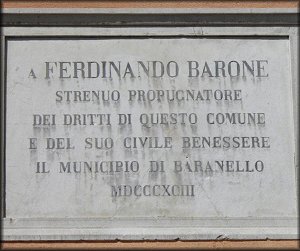 A FERDINANDO BARONE
STRENUO PROPUGNATORE
DEI DRITTI DI QUESTO COMUNE
E DEL SUO CIVILE BENESSERE
IL MUNICIPIO DI BARANELLO
MDCCCXCIII